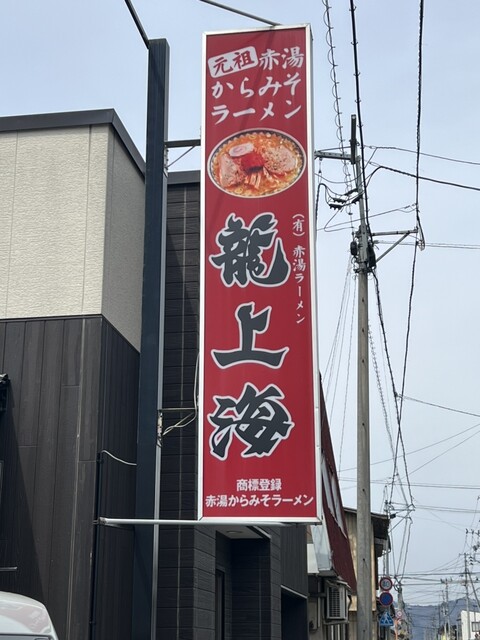 元祖 赤湯
からみそ
ラーメン
(有) 赤湯ラーメン
龍上海
商標登録
赤湯からみそラーメン